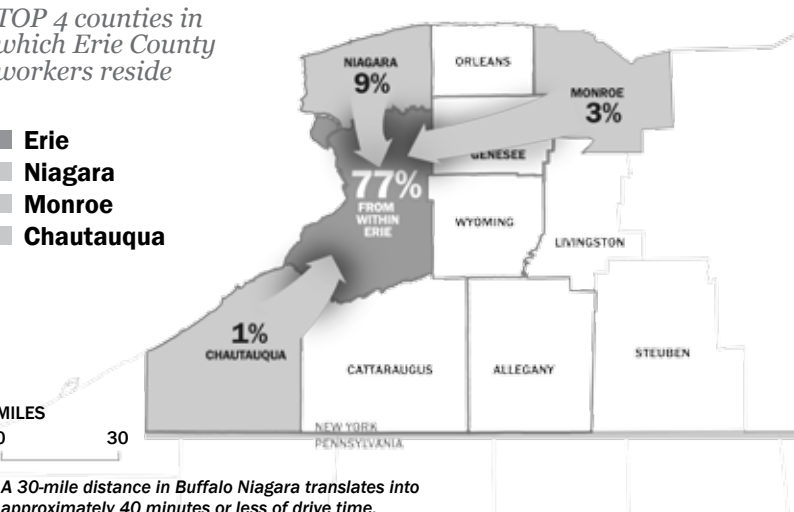 TOP 4 counties in
which Erie County
workers reside
Erie
Niagara
Monroe
Chautauqua
NIAGARA
9%
ORLEANS
MONROE
3%
GENESEE
77%
FROM
WITHIN
ERIE
WYOMING
LIVINGSTON
1%
CHAUTAUQUA
CATTARAUGUS
ALLEGANY
STEUBEN
NEW YORK
PENNSYLVANIA
MILES
0 30
A 30-mile distance in Buffalo Niagara translates into
approximately 40 minutes or less of drive time.